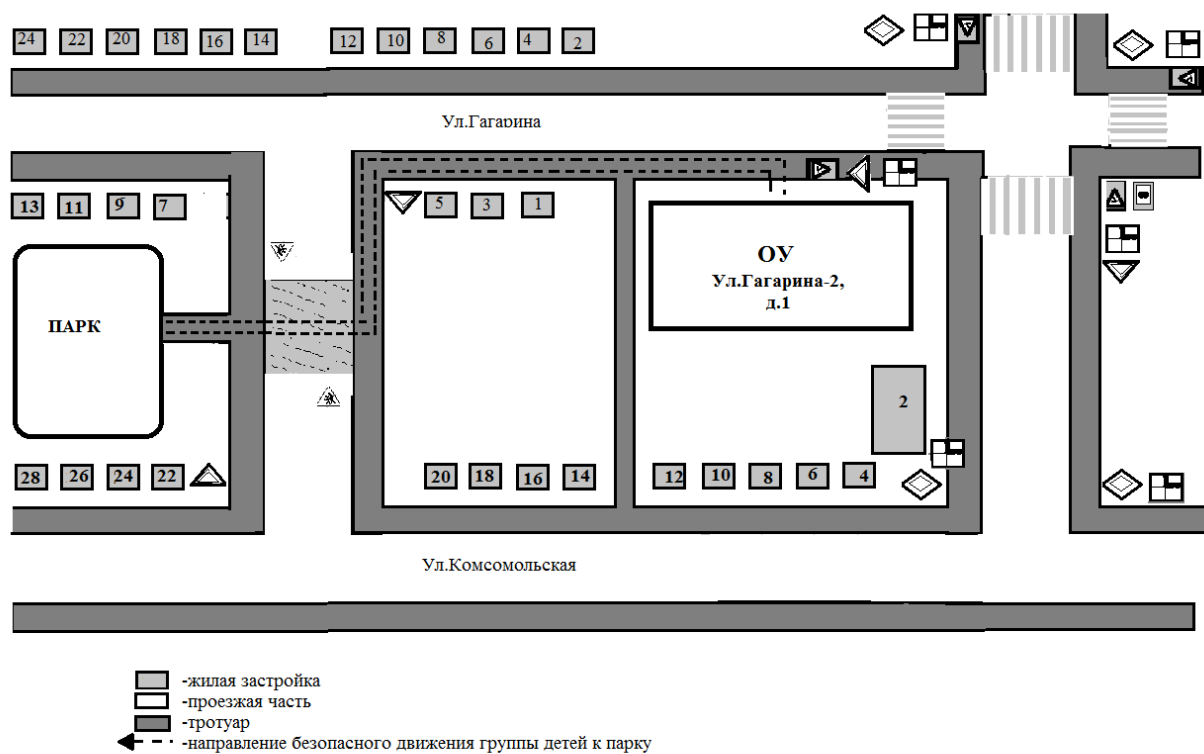 24 22 20 18 16 14 12 10 8 6 4 2
Ул.Гагарина
13 11 9 7 5 3 1
ОУ
Ул.Гагарина-2,
д.1
ПАРК
2
28 26 24 22 20 18 16 14 12 10 8 6 4
Ул.Комсомольская
-жилая застройка
-проезжая часть
-тротуар
-направление безопасного движения группы детей к парку